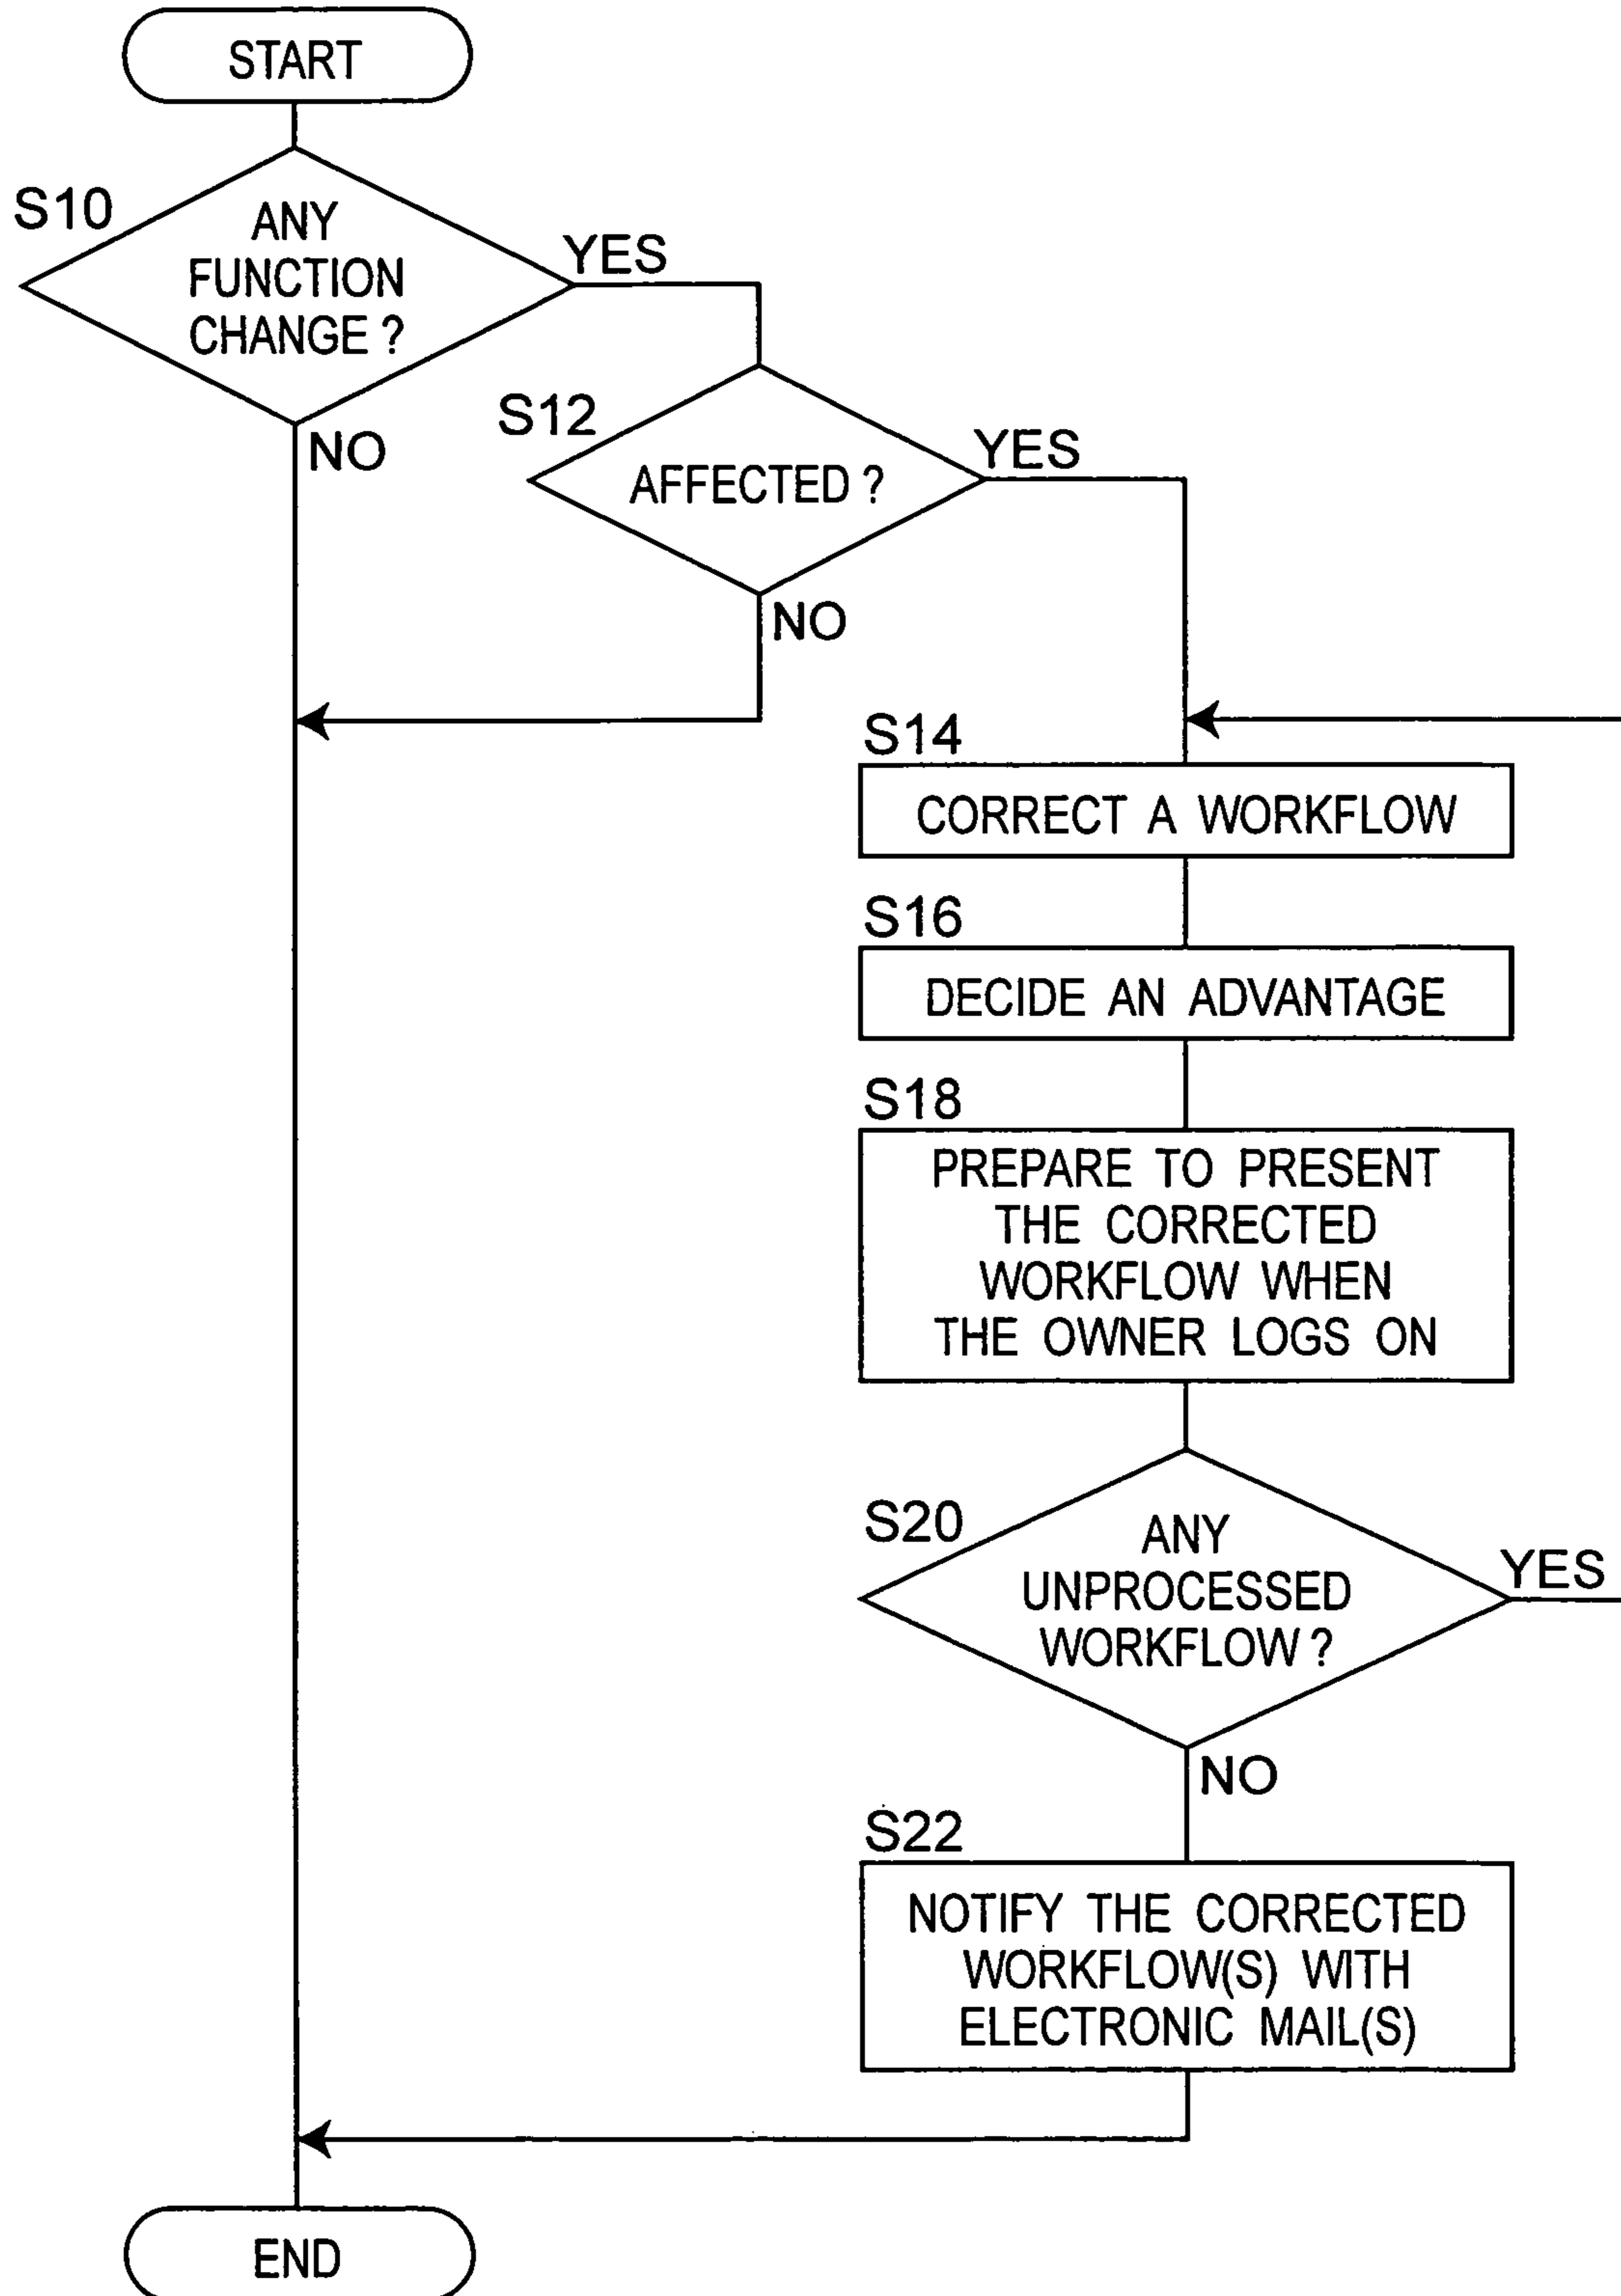 START
S10
ANY
FUNCTION
CHANGE ?
YES
NO
S12
AFFECTED ?
YES
NO
S14
CORRECT A WORKFLOW
S16
DECIDE AN ADVANTAGE
S18
PREPARE TO PRESENT
THE CORRECTED
WORKFLOW WHEN
THE OWNER LOGS ON
S20
ANY
UNPROCESSED
WORKFLOW ?
YES
NO
S22
NOTIFY THE CORRECTED
WORKFLOW(S) WITH
ELECTRONIC MAIL(S)
END